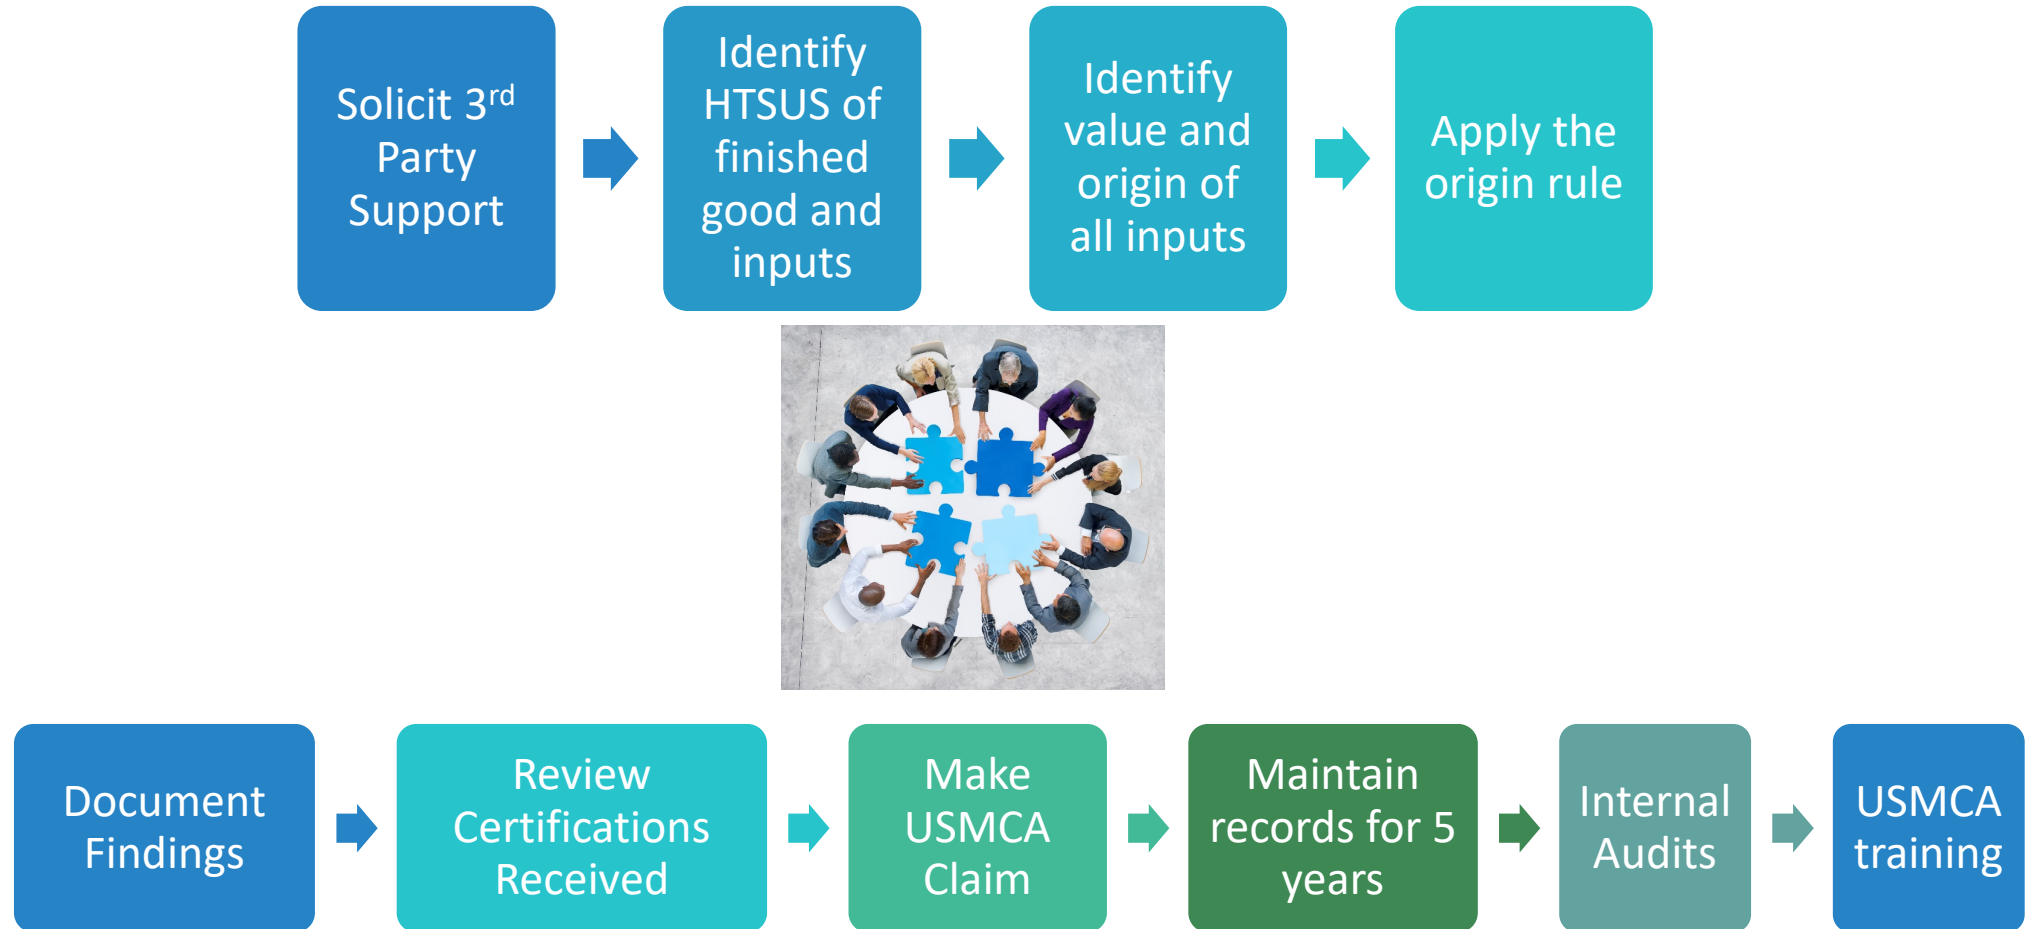 Solicit 3rd
Party
Support
Identify
HTSUS of
finished
good and
inputs
Identify
value and
origin of
all inputs
Apply the
origin rule
Document
Findings
Review
Certifications
Received
Make
USMCA
Claim
Maintain
records for 5
years
Internal
Audits
USMCA
training